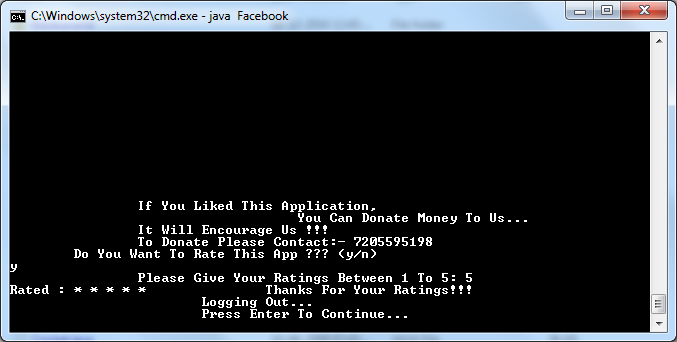 C:\Windows\system32\cmd.exe - java  Facebook
If You Liked This Application,
You Can Donate Money To Us...
It Will Encourage Us !!!
To Donate Please Contact:- 7205595198
Do You Want To Rate This App ??? (y/n)
y
Please Give Your Ratings Between 1 To 5: 5
Rated : * * * * * Thanks For Your Ratings!!!
Logging Out...
Press Enter To Continue...